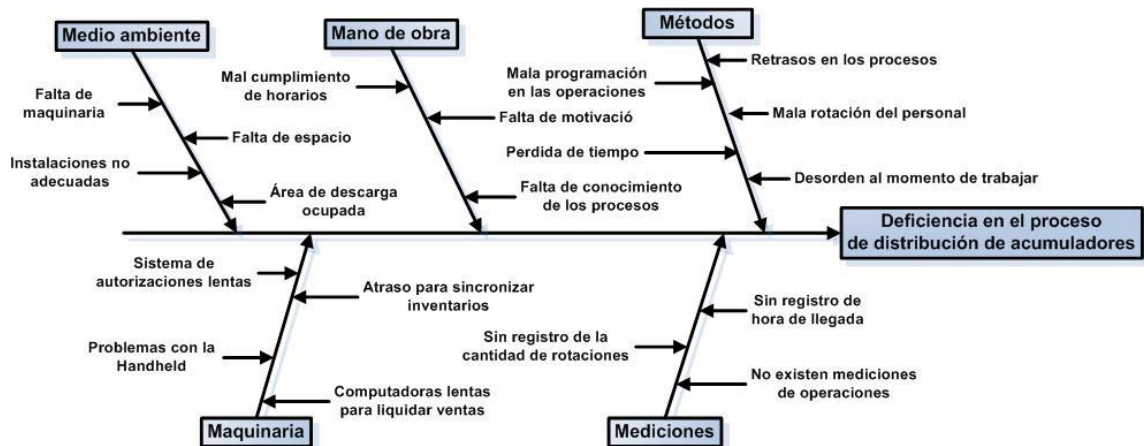 Medio ambiente
Mano de obra
Métodos
Falta de
maquinaria
Falta de espacio
Instalaciones no
adecuadas
Área de descarga
ocupada
Mal cumplimiento
de horarios
Falta de motivació
Falta de conocimiento
de los procesos
Retrasos en los procesos
Mala programación
en las operaciones
Mala rotación del personal
Perdida de tiempo
Desorden al momento de trabajar
Deficiencia en el proceso
de distribución de acumuladores
Sistema de
autorizaciones lentas
Atraso para sincronizar
inventarios
Problemas con la
Handheld
Computadoras lentas
para liquidar ventas
Sin registro de
hora de llegada
Sin registro de la
cantidad de rotaciones
No existen mediciones
de operaciones
Maquinaria
Mediciones